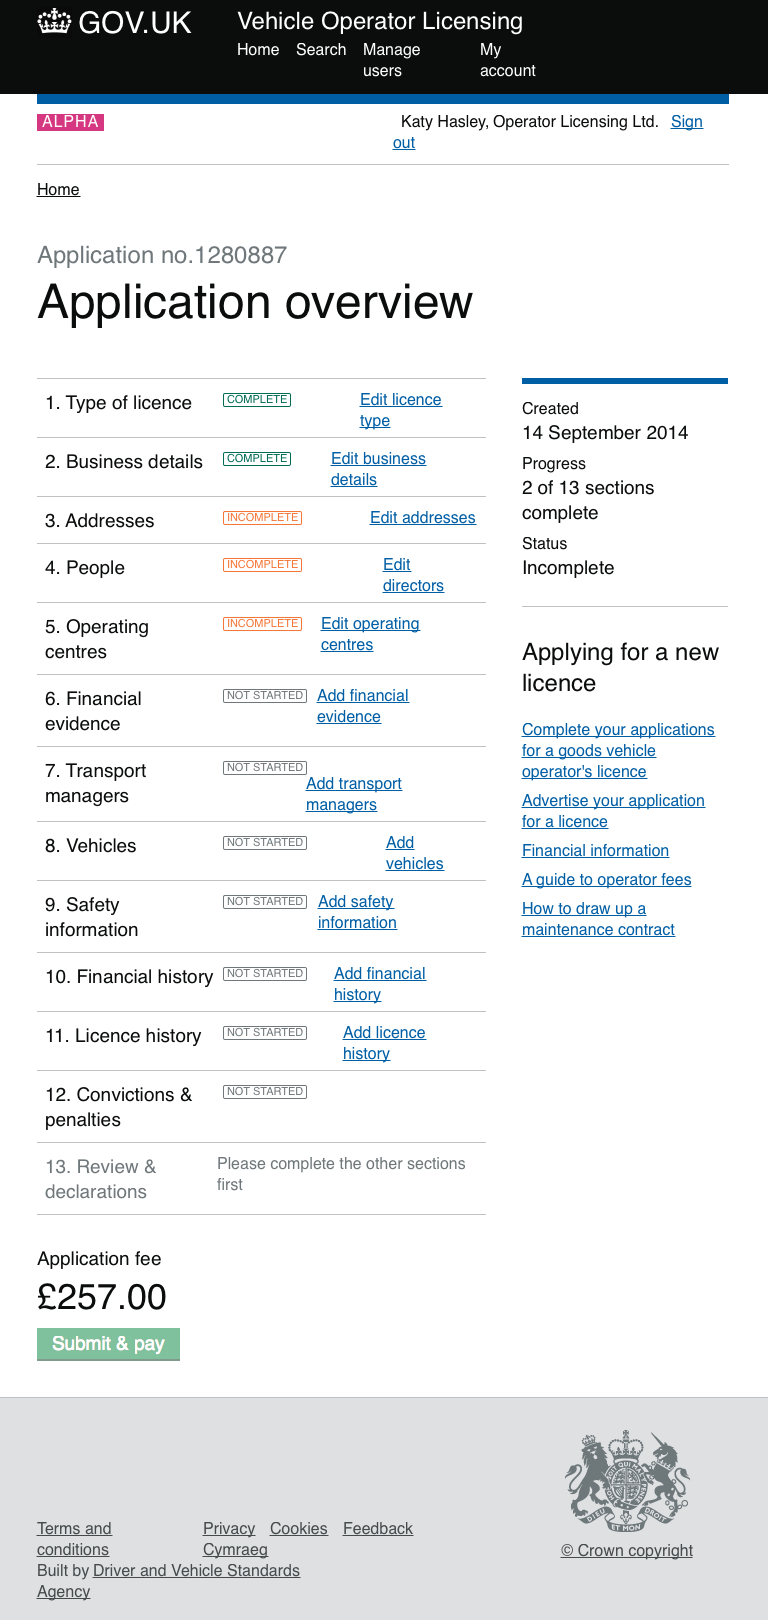 GOV.UK
Vehicle Operator Licensing
Home Search Manage users My account
ALPHA
Katy Hasley, Operator Licensing Ltd. Sign out
Home
Application no.1280887
Application overview
1. Type of licence COMPLETE Edit licence type
2. Business details COMPLETE Edit business details
3. Addresses INCOMPLETE Edit addresses
4. People INCOMPLETE Edit directors
5. Operating centres INCOMPLETE Edit operating centres
6. Financial evidence NOT STARTED Add financial evidence
7. Transport managers NOT STARTED Add transport managers
8. Vehicles NOT STARTED Add vehicles
9. Safety information NOT STARTED Add safety information
10. Financial history NOT STARTED Add financial history
11. Licence history NOT STARTED Add licence history
12. Convictions & penalties NOT STARTED
13. Review & declarations Please complete the other sections first
Application fee
£257.00
Submit & pay
Created
14 September 2014
Progress
2 of 13 sections
complete
Status
Incomplete
Applying for a new
licence
Complete your applications
for a goods vehicle
operator's licence
Advertise your application
for a licence
Financial information
A guide to operator fees
How to draw up a
maintenance contract
Terms and conditions Privacy Cookies Feedback
Cymraeg
Built by Driver and Vehicle Standards
Agency
© Crown copyright